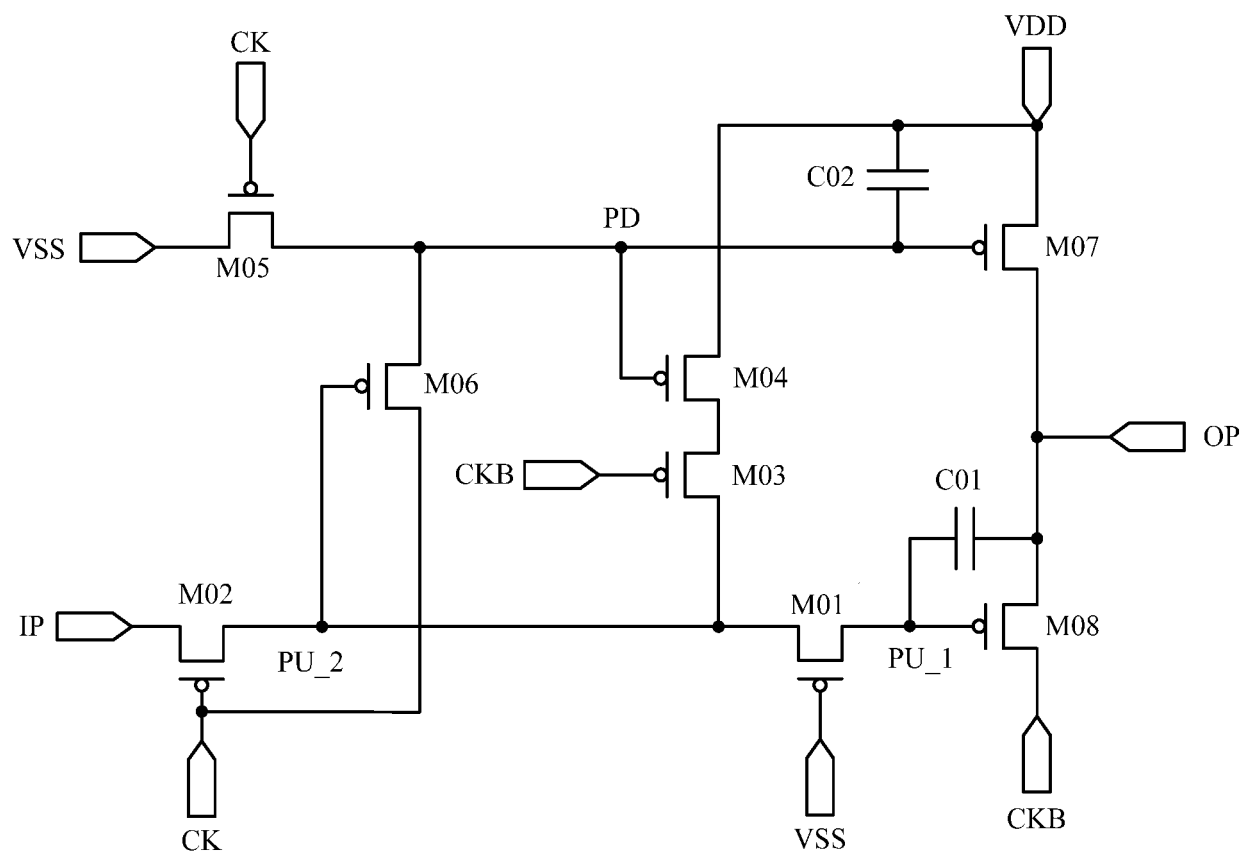 CK
VDD
C02
PD
VSS
M05
M07
M06
M04
OP
CKB
M03
C01
M02
M01
IP
M08
PU_2
PU_1
CK
VSS
CKB